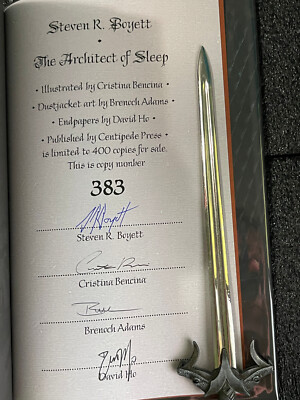 Steven R. Boyett
•
The Architect of Sleep
• Illustrated by Cristina Bencina •
• Dustjacket art by Brenoch Adams •
• Endpapers by David Ho •
• Published by Centipede Press •
is limited to 400 copies for sale.
This is copy number
383
Steven R. Boyett
Cristina Bencina
Brenoch Adams
David Ho